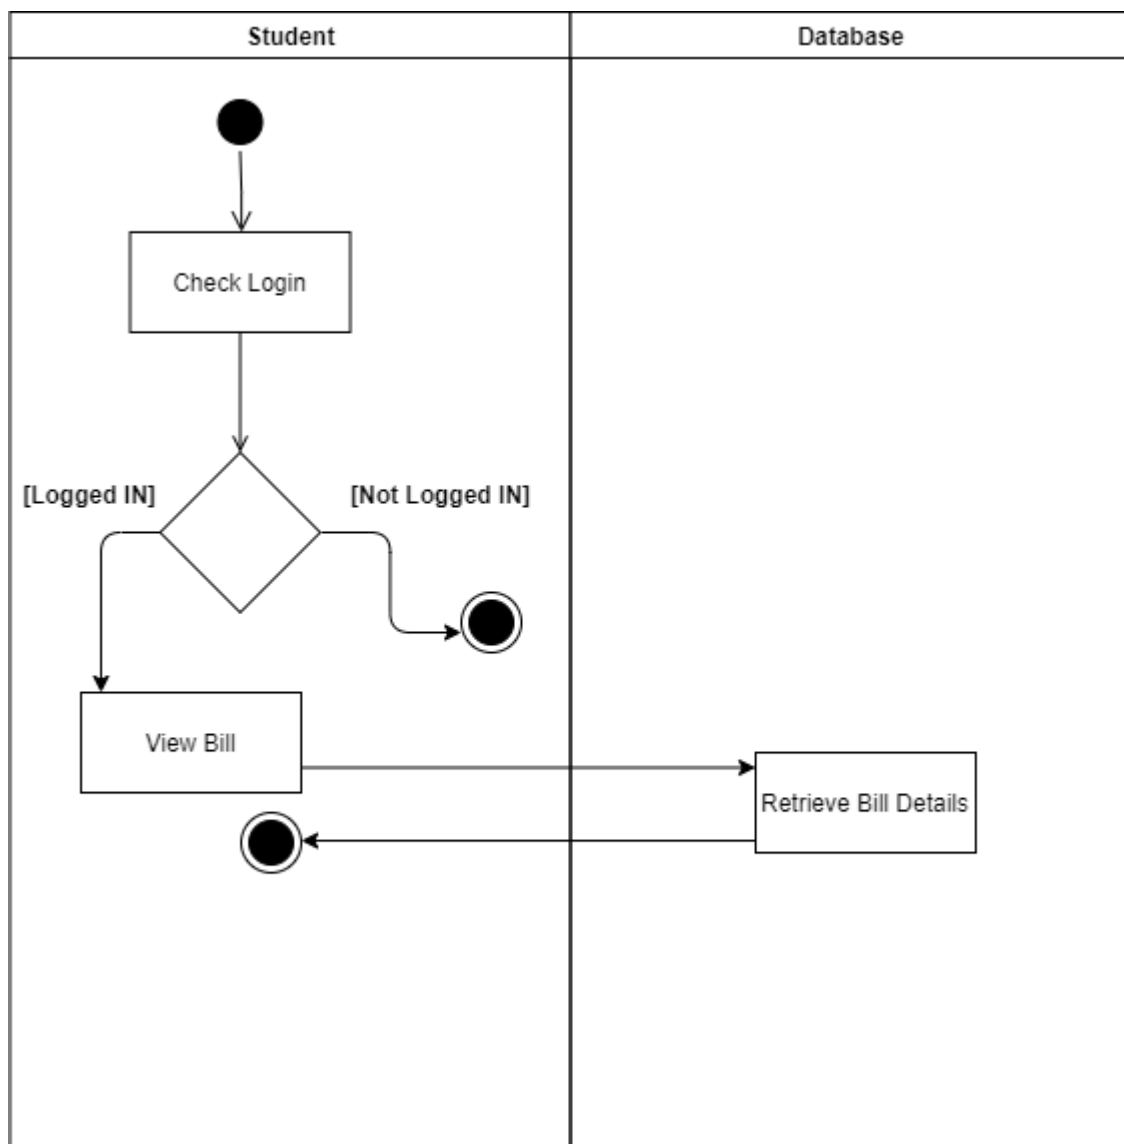 Student
Database
Check Login
[Logged IN]
[Not Logged IN]
View Bill
Retrieve Bill Details